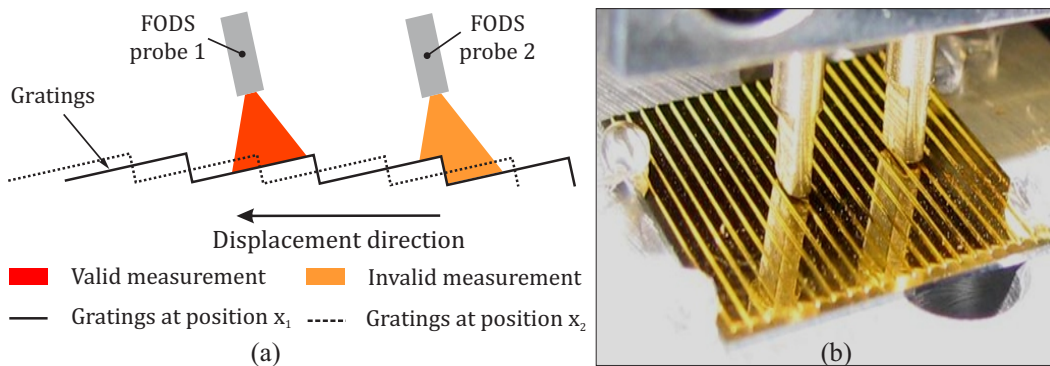 FODS
probe 1
FODS
probe 2
Gratings
Displacement direction
Valid measurement
Invalid measurement
Gratings at position x₁
Gratings at position x₂
(a)
(b)